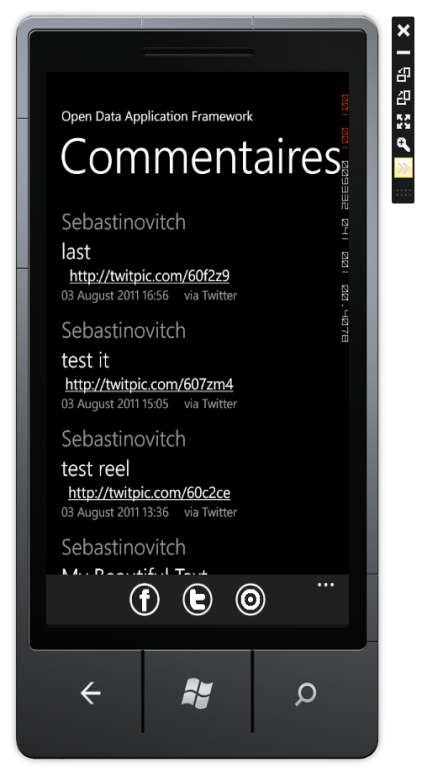 Open Data Application Framework
Commentaires
Sebastinovitch
last
http://twitpic.com/60f2z9
03 August 2011 16:56 via Twitter
Sebastinovitch
test it
http://twitpic.com/607zm4
03 August 2011 15:05 via Twitter
Sebastinovitch
test reel
http://twitpic.com/60c2ce
03 August 2011 13:36 via Twitter
Sebastinovitch
My Beautiful Text